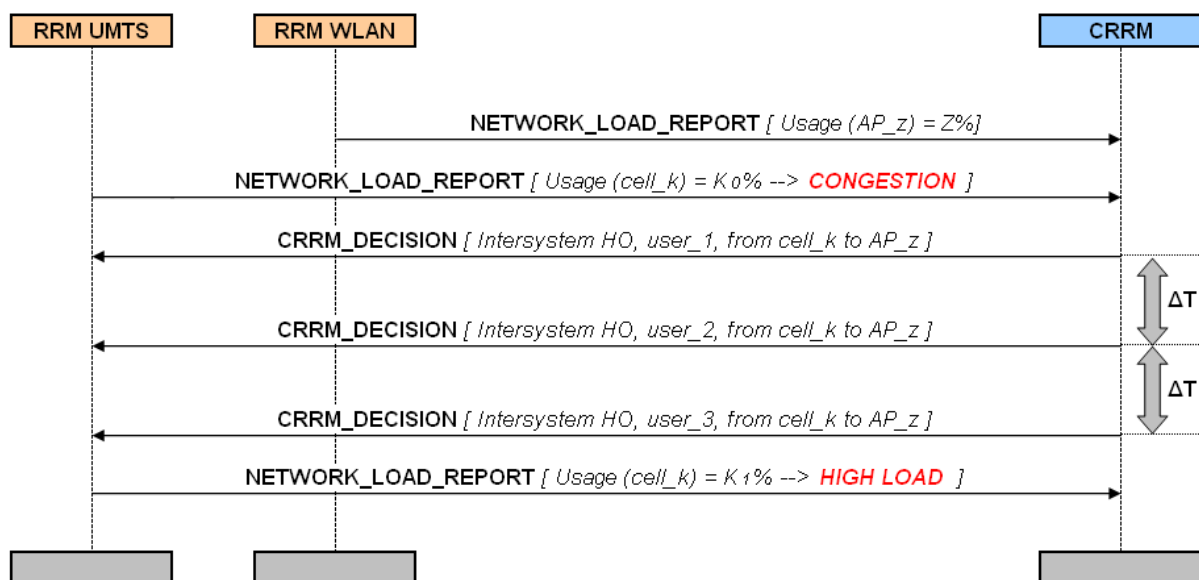 RRM UMTS RRM WLAN CRRM
NETWORK_LOAD_REPORT [ Usage (AP_z) = Z%]
NETWORK_LOAD_REPORT [ Usage (cell_k) = K0% --> CONGESTION ]
CRRM_DECISION [ Intersystem HO, user_1, from cell_k to AP_z ]
ΔT
CRRM_DECISION [ Intersystem HO, user_2, from cell_k to AP_z ]
ΔT
CRRM_DECISION [ Intersystem HO, user_3, from cell_k to AP_z ]
NETWORK_LOAD_REPORT [ Usage (cell_k) = K1% --> HIGH LOAD ]